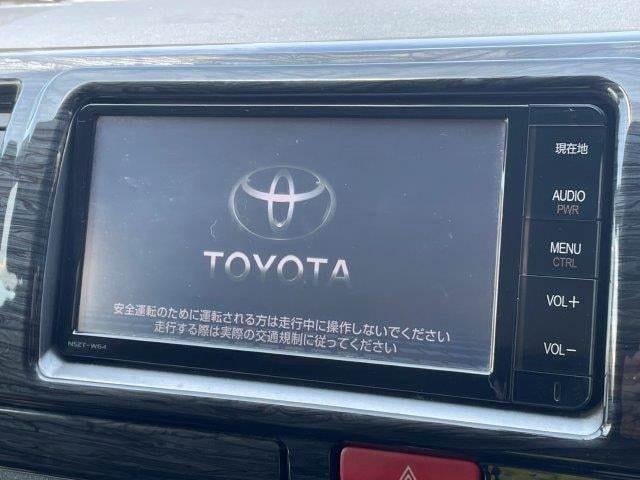 TOYOTA
安全運転のために運転される方は走行中に操作しないでください
走行する際は実際の交通規制に従ってください
NSZT-W64
現在地
AUDIO
PWR
MENU
CTRL
VOL+
VOL-